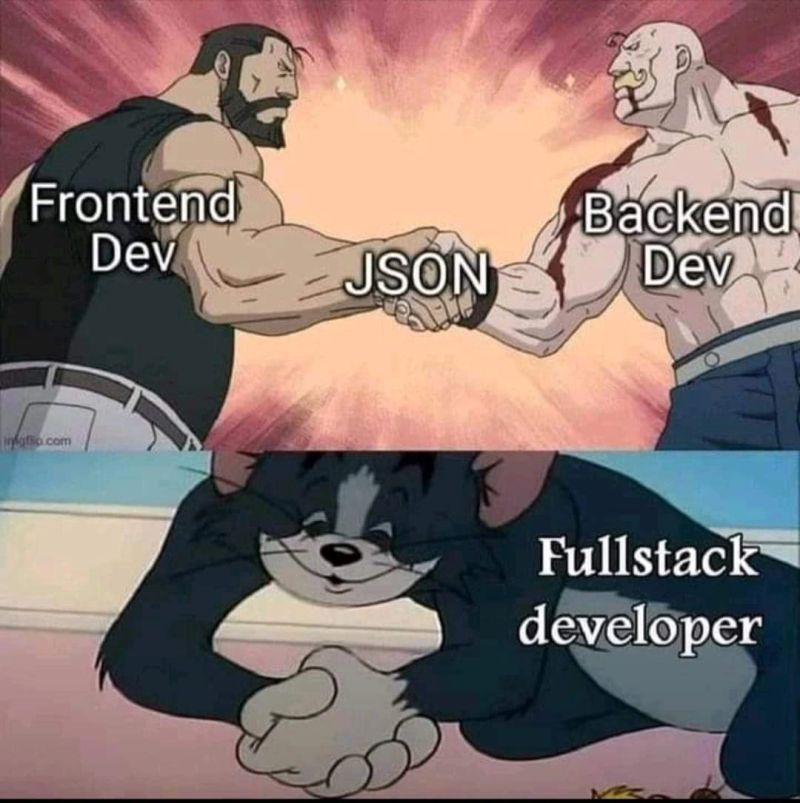 Frontend
Dev
JSON
Backend
Dev
imgflip.com
Fullstack
developer